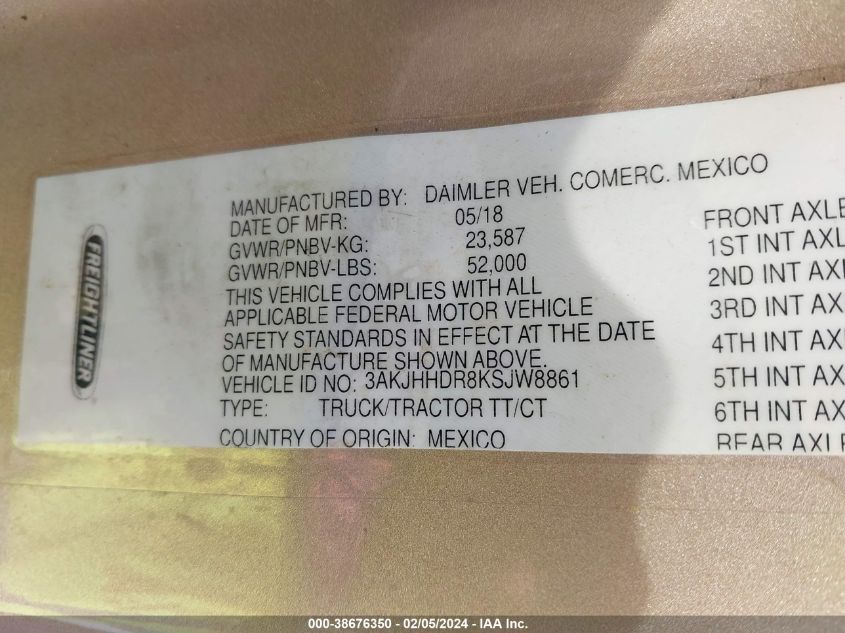 FREIGHTLINER
MANUFACTURED BY: DAIMLER VEH. COMERC. MEXICO
DATE OF MFR: 05/18
GVWR/PNBV-KG: 23,587
GVWR/PNBV-LBS: 52,000
THIS VEHICLE COMPLIES WITH ALL
APPLICABLE FEDERAL MOTOR VEHICLE
SAFETY STANDARDS IN EFFECT AT THE DATE
OF MANUFACTURE SHOWN ABOVE.
VEHICLE ID NO: 3AKJHHDR8KSJW8861
TYPE: TRUCK/TRACTOR TT/CT
COUNTRY OF ORIGIN: MEXICO
FRONT AXLE
1ST INT AXL
2ND INT AXL
3RD INT AX
4TH INT AX
5TH INT AX
6TH INT AX
REAR AXLE
000-38676350 - 02/05/2024 - IAA Inc.